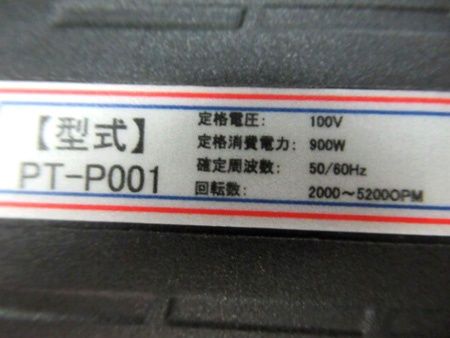 【型式】
PT-P001
定格電圧: 100V
定格消費電力: 900W
確定周波数: 50/60Hz
回転数: 2000～5200OPM